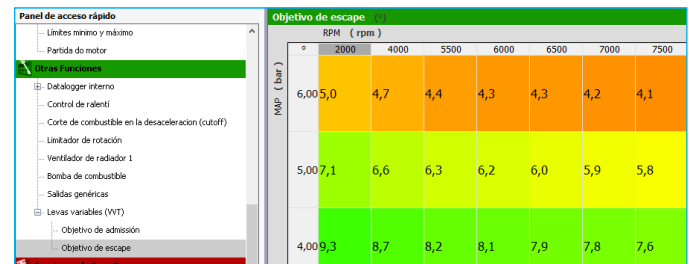 Panel de acceso rápido
Límites minimo y máximo
Partida do motor
Otras Funciones
Datalogger interno
Control de ralentí
Corte de combustible en la desaceleracion (cutoff)
Limitador de rotación
Ventilador de radiador 1
Bomba de combustible
Salidas genéricas
Levas variables (VVT)
Objetivo de admisión
Objetivo de escape
Objetivo de escape (*)
RPM ( rpm )
MAP ( bar )
° 2000 4000 5500 6000 6500 7000 7500
6,00 5,0 4,7 4,4 4,3 4,3 4,2 4,1
5,00 7,1 6,6 6,3 6,2 6,0 5,9 5,8
4,00 9,3 8,7 8,2 8,1 7,9 7,8 7,6